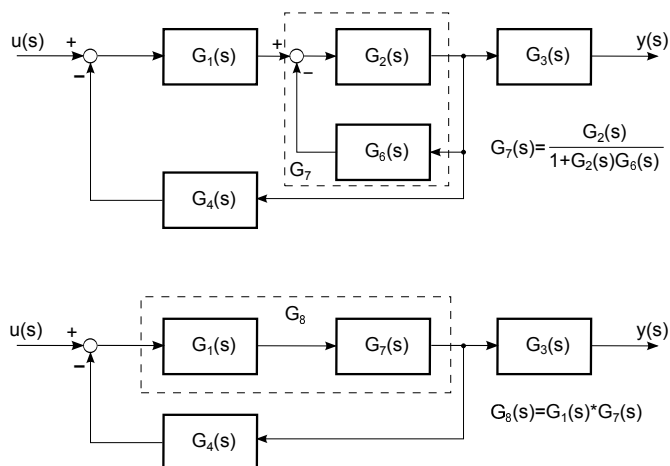 u(s)
+
−
G₁(s)
+
−
G₂(s)
G₃(s)
y(s)
G₆(s)
G₇
G₇(s)=G₂(s)/1+G₂(s)G₆(s)
G₄(s)
u(s)
+
−
G₈
G₁(s)
G₇(s)
G₃(s)
y(s)
G₄(s)
G₈(s)=G₁(s)*G₇(s)